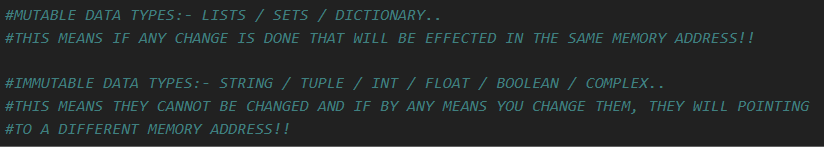 #MUTABLE DATA TYPES:- LISTS / SETS / DICTIONARY..
#THIS MEANS IF ANY CHANGE IS DONE THAT WILL BE EFFECTED IN THE SAME MEMORY ADDRESS!!
#IMMUTABLE DATA TYPES:- STRING / TUPLE / INT / FLOAT / BOOLEAN / COMPLEX..
#THIS MEANS THEY CANNOT BE CHANGED AND IF BY ANY MEANS YOU CHANGE THEM, THEY WILL POINTING
#TO A DIFFERENT MEMORY ADDRESS!!